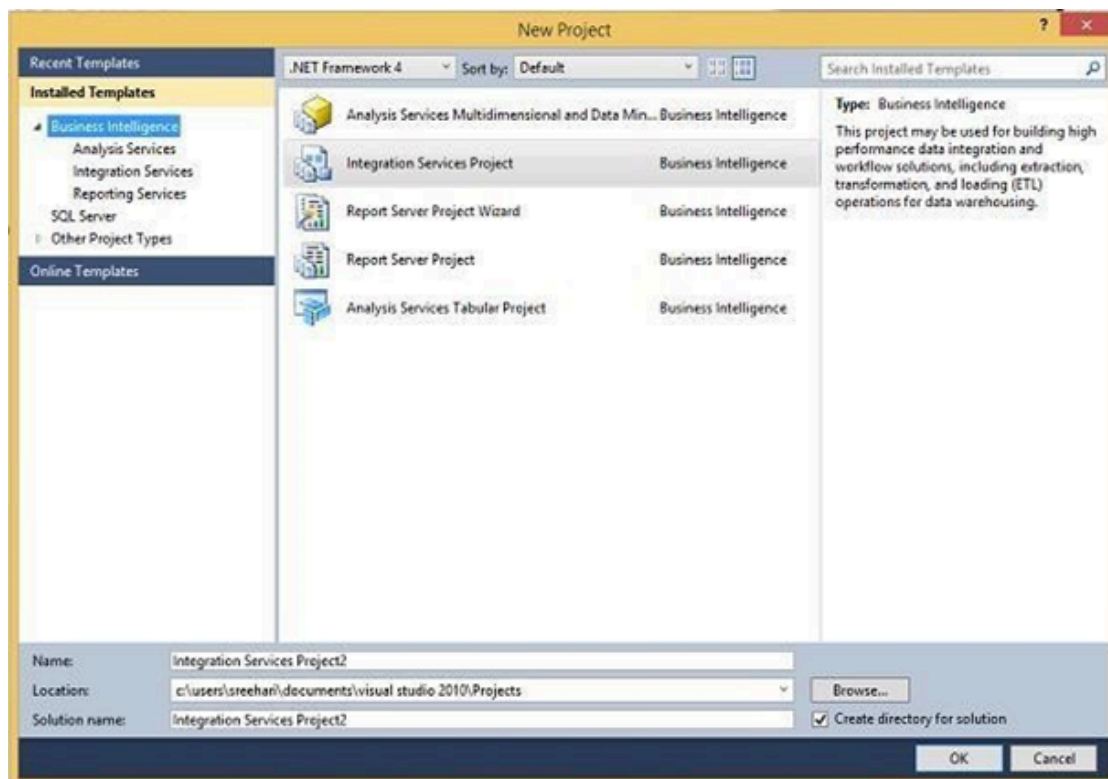 New Project
?
Recent Templates
Installed Templates
Business Intelligence
Analysis Services
Integration Services
Reporting Services
SQL Server
Other Project Types
Online Templates
.NET Framework 4
Sort by: Default
Analysis Services Multidimensional and Data Min... Business Intelligence
Integration Services Project Business Intelligence
Report Server Project Wizard Business Intelligence
Report Server Project Business Intelligence
Analysis Services Tabular Project Business Intelligence
Search Installed Templates
Type: Business Intelligence
This project may be used for building high
performance data integration and
workflow solutions, including extraction,
transformation, and loading (ETL)
operations for data warehousing.
Name: Integration Services Project2
Location: c:\users\sreehari\documents\visual studio 2010\Projects
Browse...
Solution name: Integration Services Project2
Create directory for solution
OK Cancel